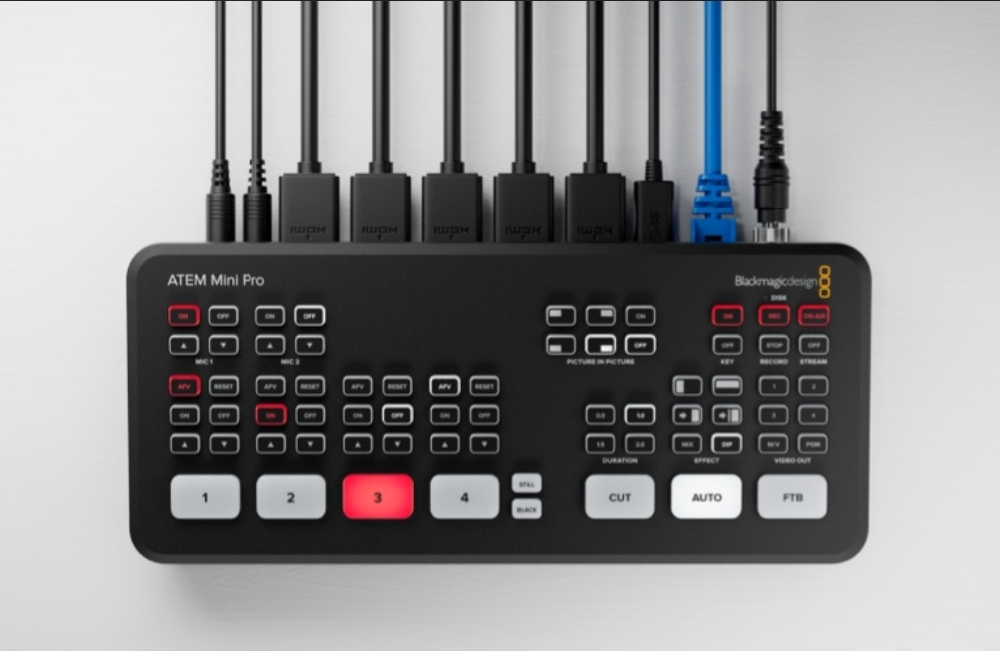 HDMI HDMI HDMI HDMI HDMI
ATEM Mini Pro
Blackmagicdesign
DISK
ON OFF ON OFF ON ON REC ON AIR
OFF OFF STOP OFF
MIC 1 MIC 2 PICTURE IN PICTURE KEY RECORD STREAM
AFV RESET AFV RESET AFV RESET AFV RESET 1 2
ON OFF ON OFF ON OFF ON OFF 0.5 1.0 3 4
1.5 2.0 MIX DIP M/V PGM
DURATION EFFECT VIDEO OUT
1 2 3 4 STILL CUT AUTO FTB
BLACK